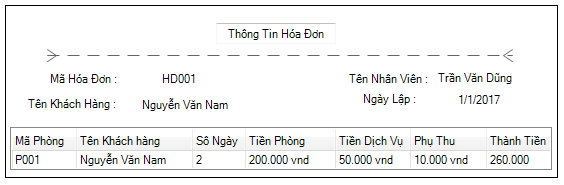 Thông Tin Hóa Đơn
Mã Hóa Đơn : HD001 Tên Nhân Viên : Trần Văn Dũng
Tên Khách Hàng : Nguyễn Văn Nam Ngày Lập : 1/1/2017
Mã Phòng Tên Khách hàng Số Ngày Tiền Phòng Tiền Dịch Vụ Phụ Thu Thành Tiền
P001 Nguyễn Văn Nam 2 200.000 vnd 50.000 vnd 10.000 vnd 260.000